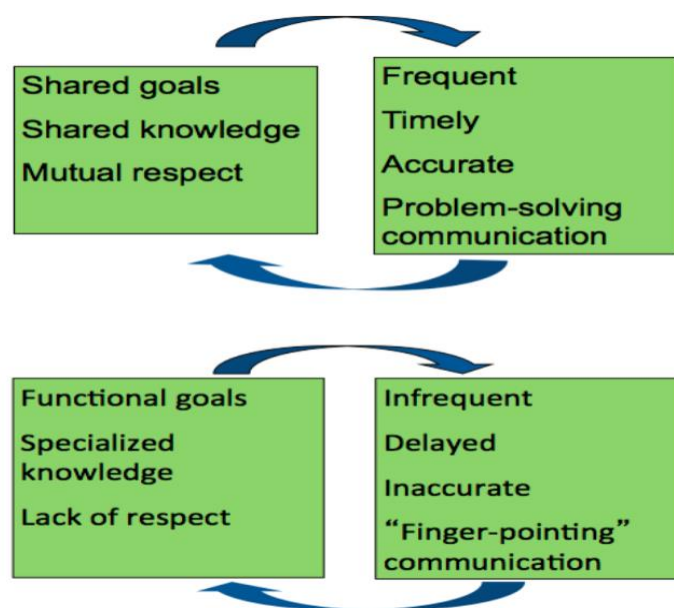 Shared goals
Shared knowledge
Mutual respect
Frequent
Timely
Accurate
Problem-solving
communication
Functional goals
Specialized
knowledge
Lack of respect
Infrequent
Delayed
Inaccurate
“Finger-pointing”
communication